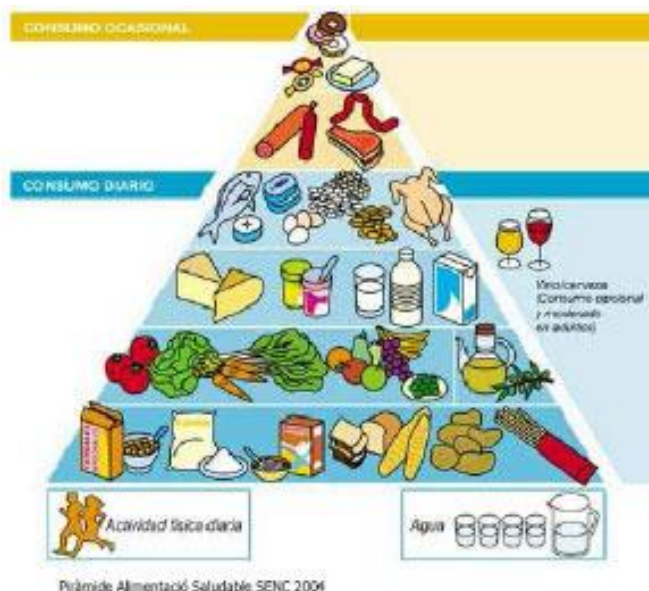 CONSUMO OCASIONAL
CONSUMO DIARIO
Vino/cerveza
(Consumo opcional
y moderado
en adultos)
Actividad física diaria
Agua
Piràmide Alimentació Saludable SENC 2004